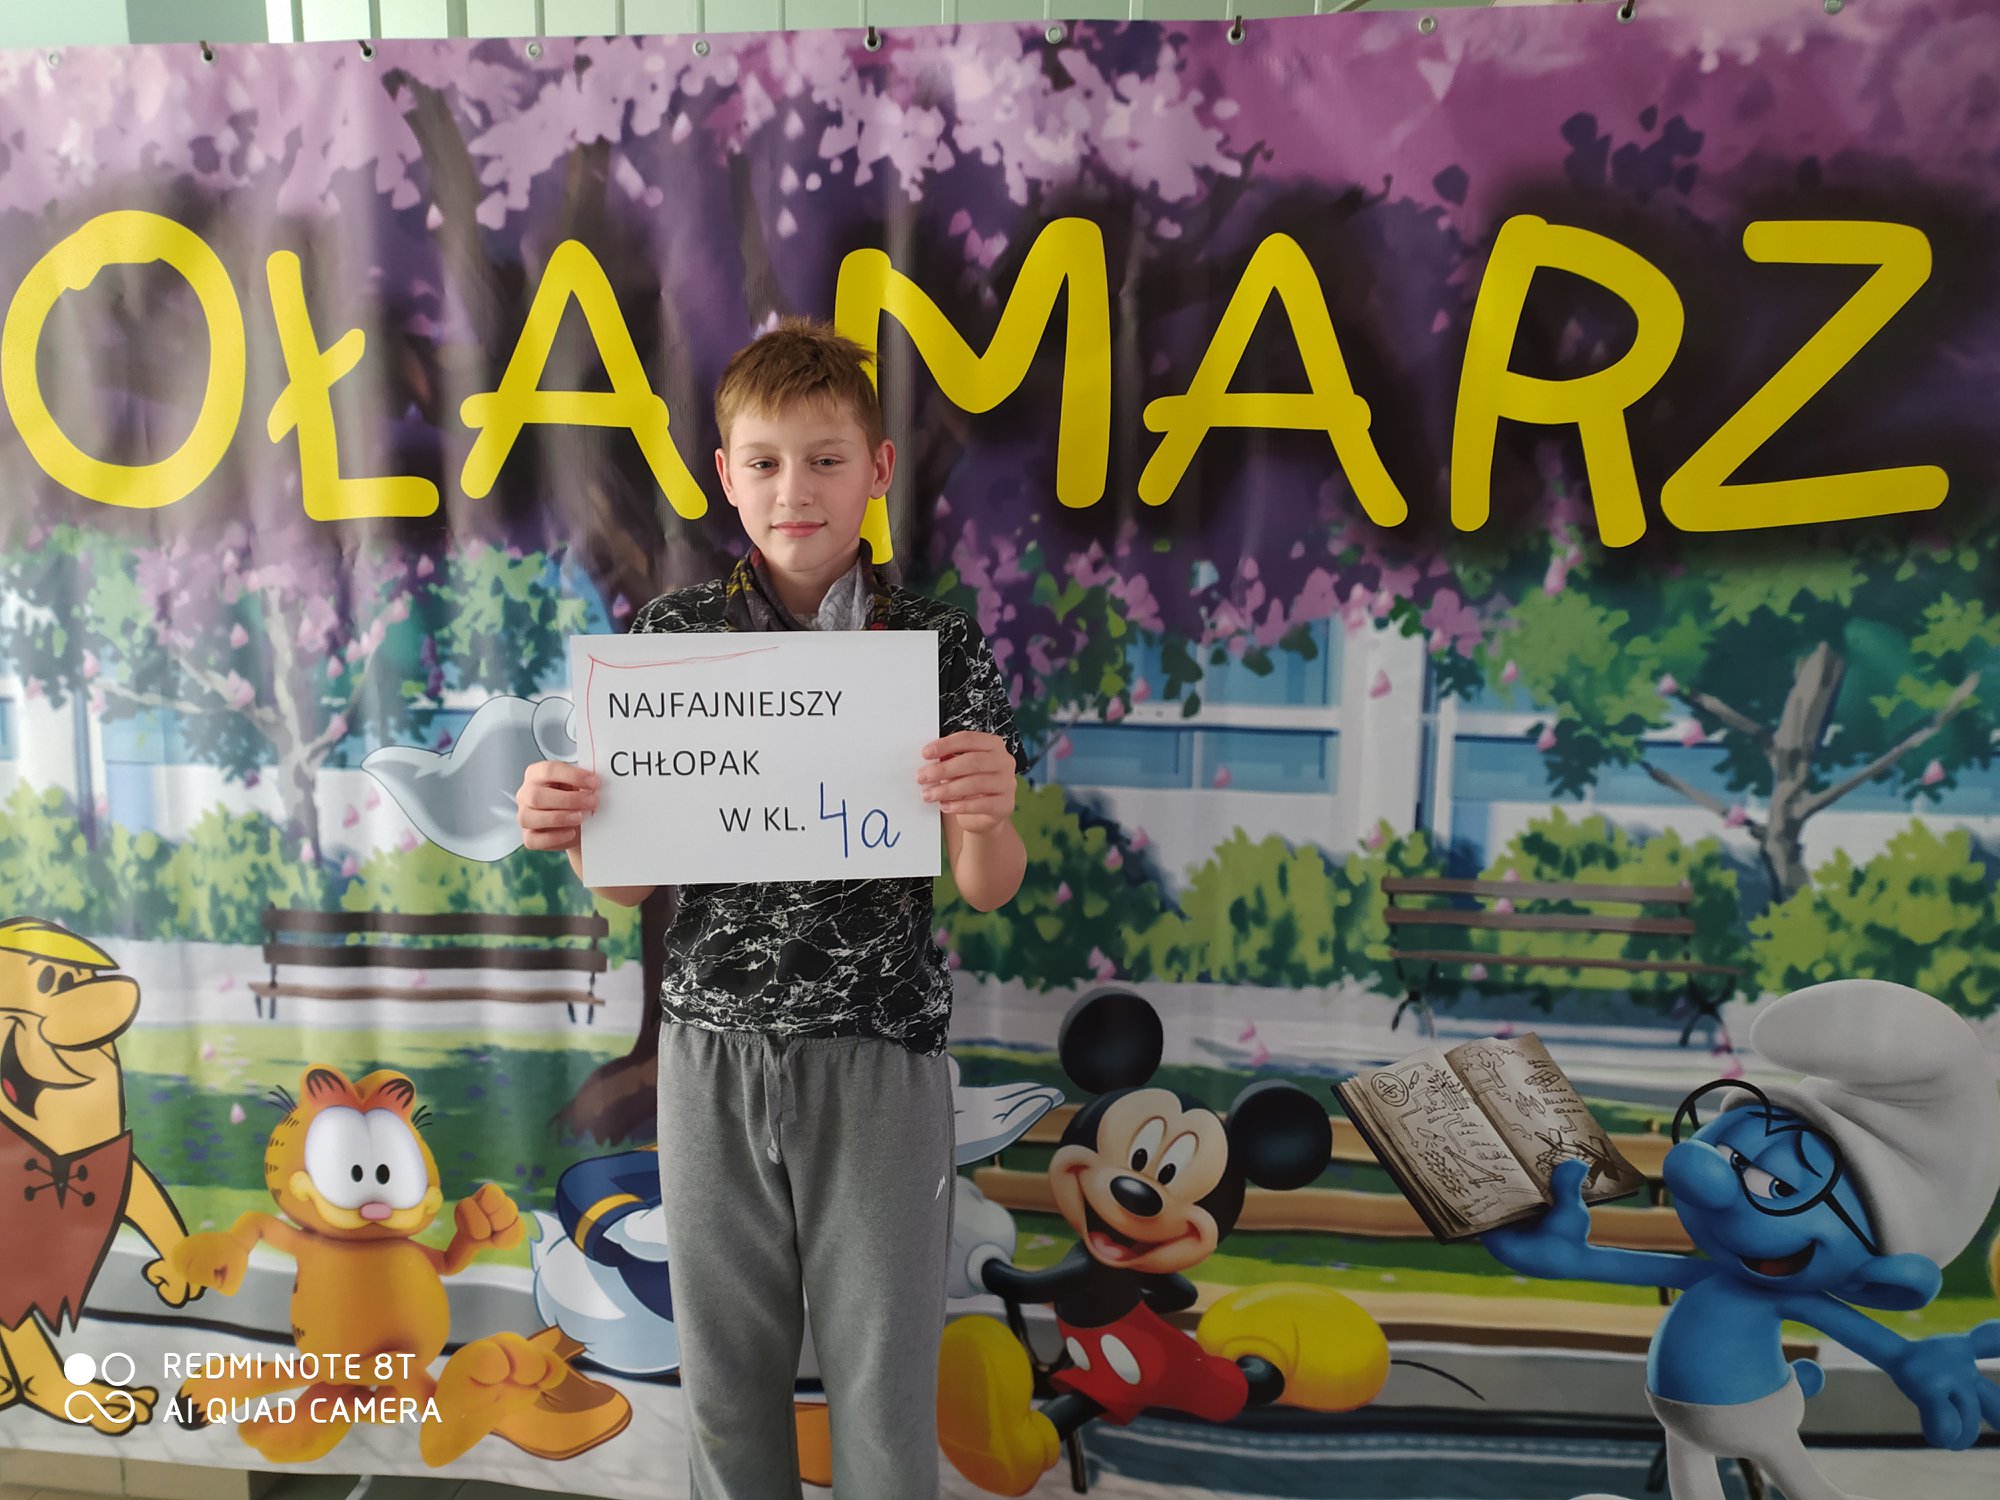 OŁA MARZ
NAJFAJNIEJSZY
CHŁOPAK
W KL. 4a
REDMI NOTE 8T
AI QUAD CAMERA